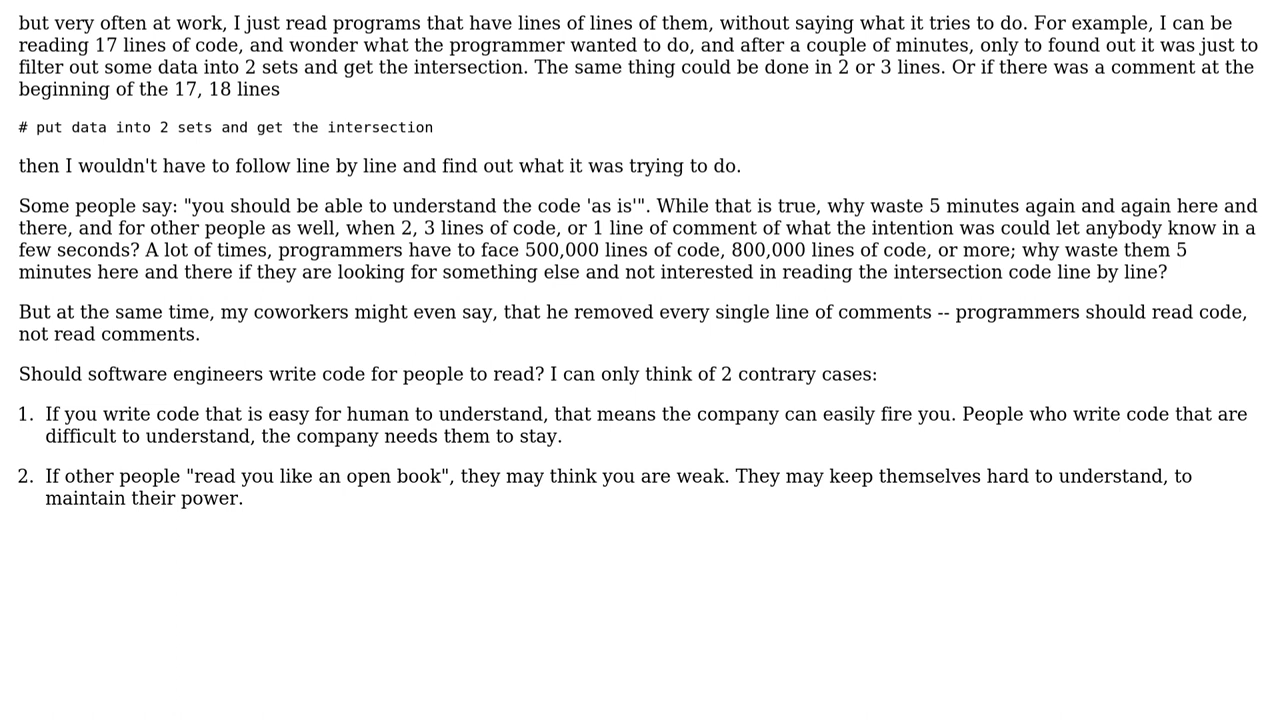 but very often at work, I just read programs that have lines of lines of them, without saying what it tries to do. For example, I can be
reading 17 lines of code, and wonder what the programmer wanted to do, and after a couple of minutes, only to found out it was just to
filter out some data into 2 sets and get the intersection. The same thing could be done in 2 or 3 lines. Or if there was a comment at the
beginning of the 17, 18 lines
# put data into 2 sets and get the intersection
then I wouldn't have to follow line by line and find out what it was trying to do.
Some people say: "you should be able to understand the code 'as is'". While that is true, why waste 5 minutes again and again here and
there, and for other people as well, when 2, 3 lines of code, or 1 line of comment of what the intention was could let anybody know in a
few seconds? A lot of times, programmers have to face 500,000 lines of code, 800,000 lines of code, or more; why waste them 5
minutes here and there if they are looking for something else and not interested in reading the intersection code line by line?
But at the same time, my coworkers might even say, that he removed every single line of comments -- programmers should read code,
not read comments.
Should software engineers write code for people to read? I can only think of 2 contrary cases:
1. If you write code that is easy for human to understand, that means the company can easily fire you. People who write code that are
difficult to understand, the company needs them to stay.
2. If other people "read you like an open book", they may think you are weak. They may keep themselves hard to understand, to
maintain their power.